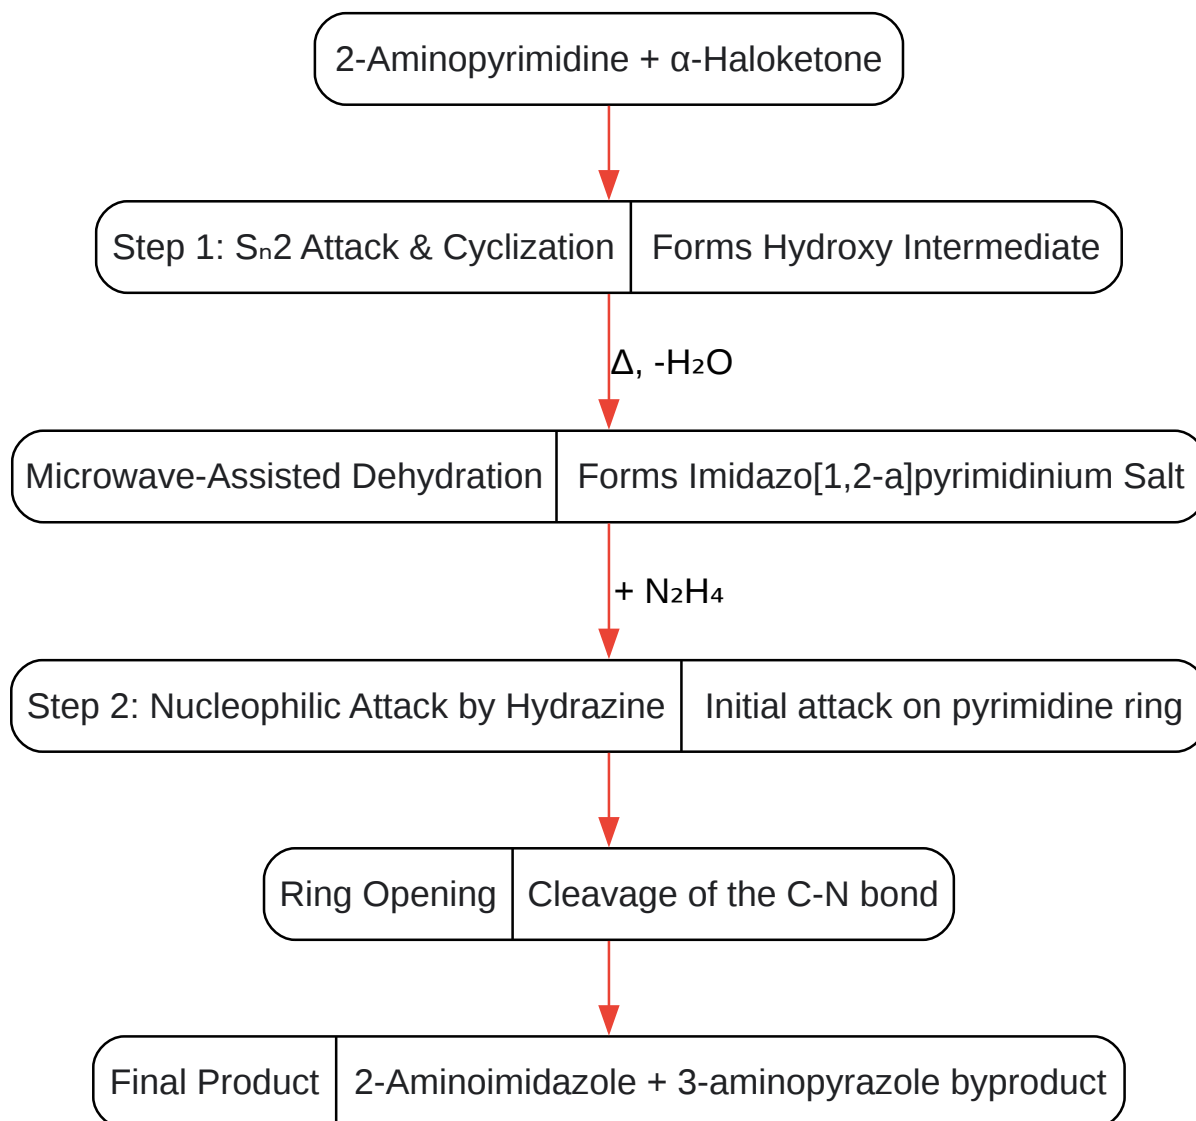 2-Aminopyrimidine + α-Haloketone
Step 1: Sₙ2 Attack & Cyclization
Forms Hydroxy Intermediate
Δ, -H₂O
Microwave-Assisted Dehydration
Forms Imidazo[1,2-a]pyrimidinium Salt
+ N₂H₄
Step 2: Nucleophilic Attack by Hydrazine
Initial attack on pyrimidine ring
Ring Opening
Cleavage of the C-N bond
Final Product
2-Aminoimidazole + 3-aminopyrazole byproduct